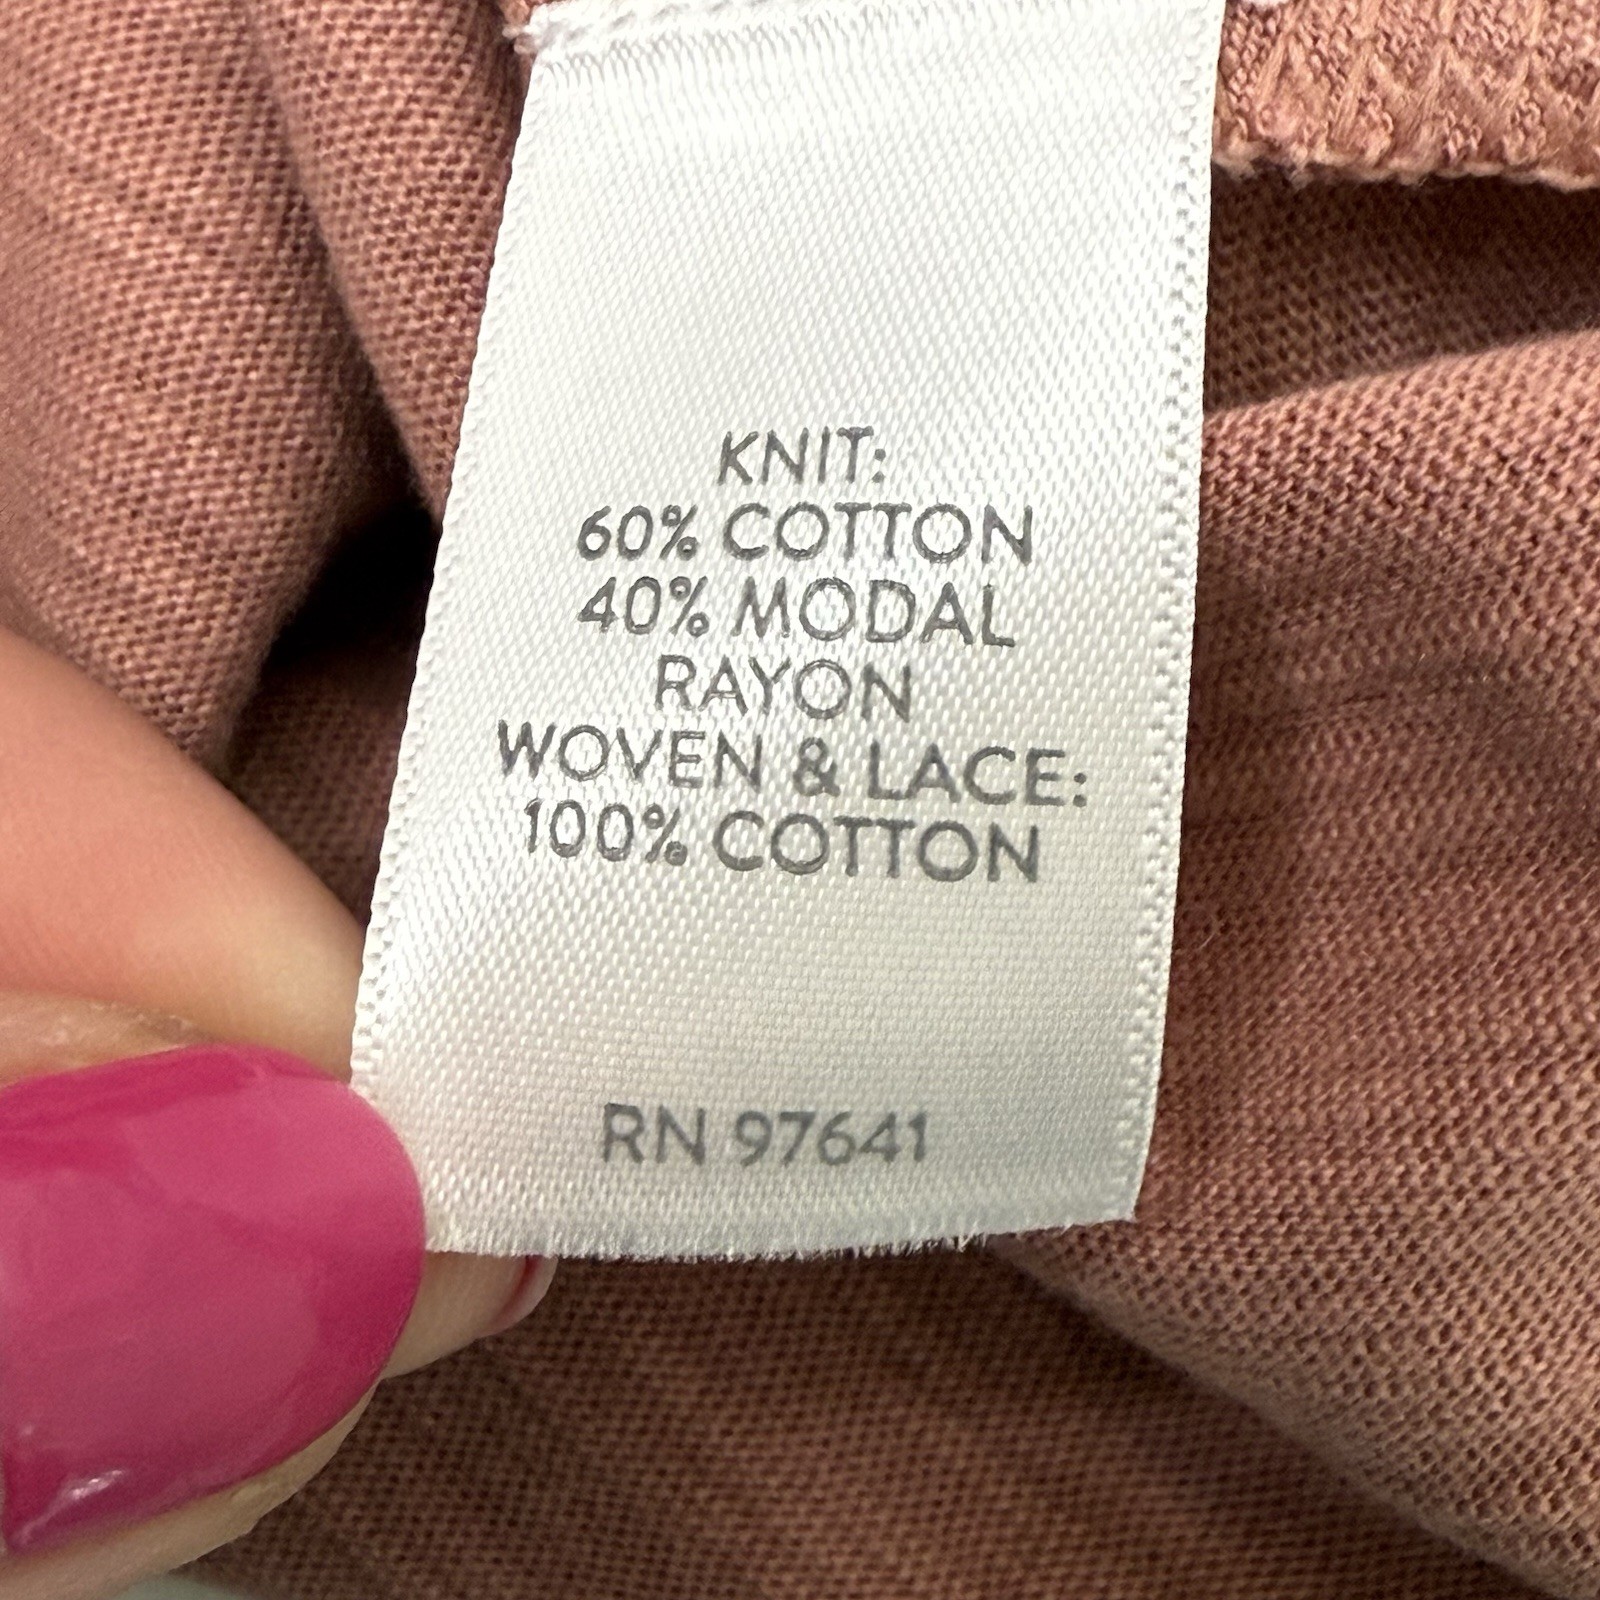 KNIT:
60% COTTON
40% MODAL
RAYON
WOVEN & LACE:
100% COTTON
RN 97641